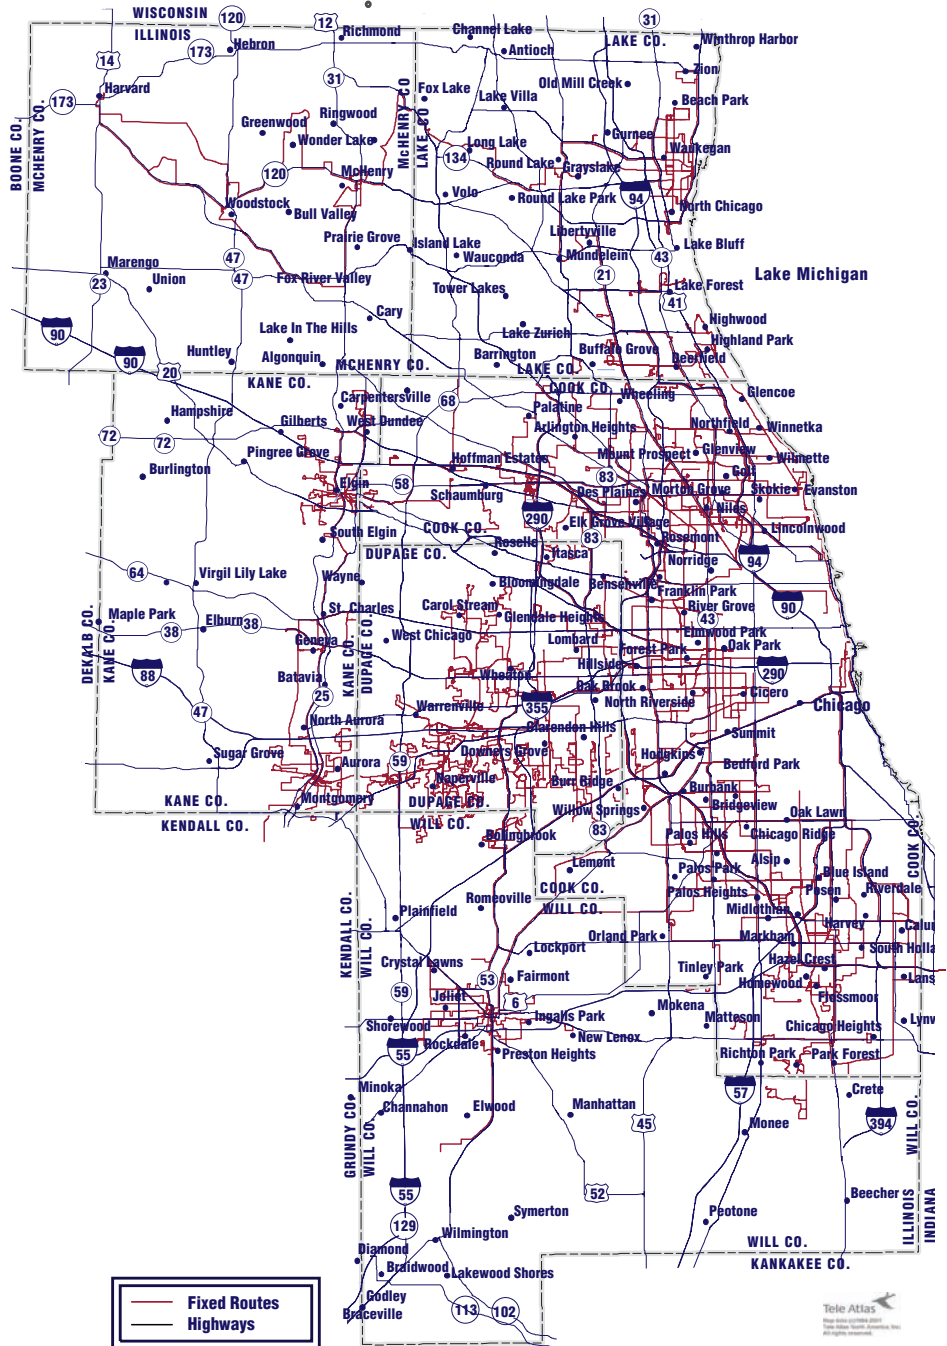 WISCONSIN
ILLINOIS
120
12
31
Richmond
Channel Lake
LAKE CO.
Winthrop Harbor
Hebron
173
Antioch
14
Zion
31
Old Mill Creek
Harvard
173
Fox Lake
Lake Villa
Beach Park
BOONE CO.
MCHENRY CO.
MCHENRY CO
LAKE CO
Ringwood
Greenwood
Wonder Lake
Gurnee
Long Lake
134
Waukegan
Round Lake
Grayslake
120
McHenry
Volo
Round Lake Park
94
North Chicago
Woodstock
Bull Valley
Libertyville
Prairie Grove
Island Lake
Wauconda
Mundelein
43
Lake Bluff
47
Marengo
23
Union
47
Fox River Valley
Tower Lakes
21
Lake Forest
41
Lake Michigan
90
Cary
Lake In The Hills
Lake Zurich
Highwood
Highland Park
Huntley
Algonquin
Barrington
Buffalo Grove
Deerfield
90
20
MCHENRY CO.
KANE CO.
LAKE CO.
COOK CO.
Wheeling
Glencoe
Carpentersville
68
Palatine
Hampshire
Gilberts
West Dundee
Arlington Heights
Northfield
Winnetka
72
72
Pingree Grove
Hoffman Estates
Mount Prospect
Glenview
Wilmette
Burlington
Golf
Elgin
58
Schaumburg
83
Des Plaines
Morton Grove
Skokie
Evanston
Niles
290
Elk Grove Village
Lincolnwood
South Elgin
COOK CO.
DUPAGE CO.
83
Roselle
Itasca
Rosemont
Norridge
94
64
Virgil Lily Lake
Wayne
Bloomingdale
Bensenville
Franklin Park
90
Maple Park
38
Elburn
38
St. Charles
Carol Stream
Glendale Heights
River Grove
43
DEKALB CO.
KANE CO.
Geneva
West Chicago
Lombard
Elmwood Park
Forest Park
Oak Park
88
Batavia
25
KANE CO.
DUPAGE CO.
Wheaton
Hillside
290
Oak Brook
Cicero
47
Warrenville
355
North Riverside
Chicago
North Aurora
Clarendon Hills
Summit
Sugar Grove
Aurora
59
Downers Grove
Hodgkins
Bedford Park
Naperville
Burr Ridge
Burbank
KANE CO.
KENDALL CO.
Montgomery
DUPAGE CO.
WILL CO.
Willow Springs
Bridgeview
Oak Lawn
83
Bolingbrook
Palos Hills
Chicago Ridge
COOK CO.
Lemont
Alsip
Palos Park
Blue Island
COOK CO.
WILL CO.
Palos Heights
Posen
Riverdale
Romeoville
Plainfield
Midlothian
Harvey
KENDALL CO.
WILL CO.
Orland Park
Markham
Lockport
South Holla
Crystal Lawns
Hazel Crest
53
Fairmont
Tinley Park
Homewood
Lans
59
Joliet
6
Flossmoor
Mokena
Shorewood
Ingalls Park
Matteson
Chicago Heights
Lynw
55
Rockdale
New Lenox
Preston Heights
Richton Park
Park Forest
Minoka
57
Crete
Channahon
Elwood
Manhattan
45
Monee
394
GRUNDY CO.
WILL CO.
WILL CO.
55
52
Beecher
129
Symerton
Peotone
ILLINOIS
INDIANA
Wilmington
WILL CO.
KANKAKEE CO.
Diamond
Braidwood
Lakewood Shores
Godley
Braceville
113
102
Fixed Routes
Highways
Tele Atlas